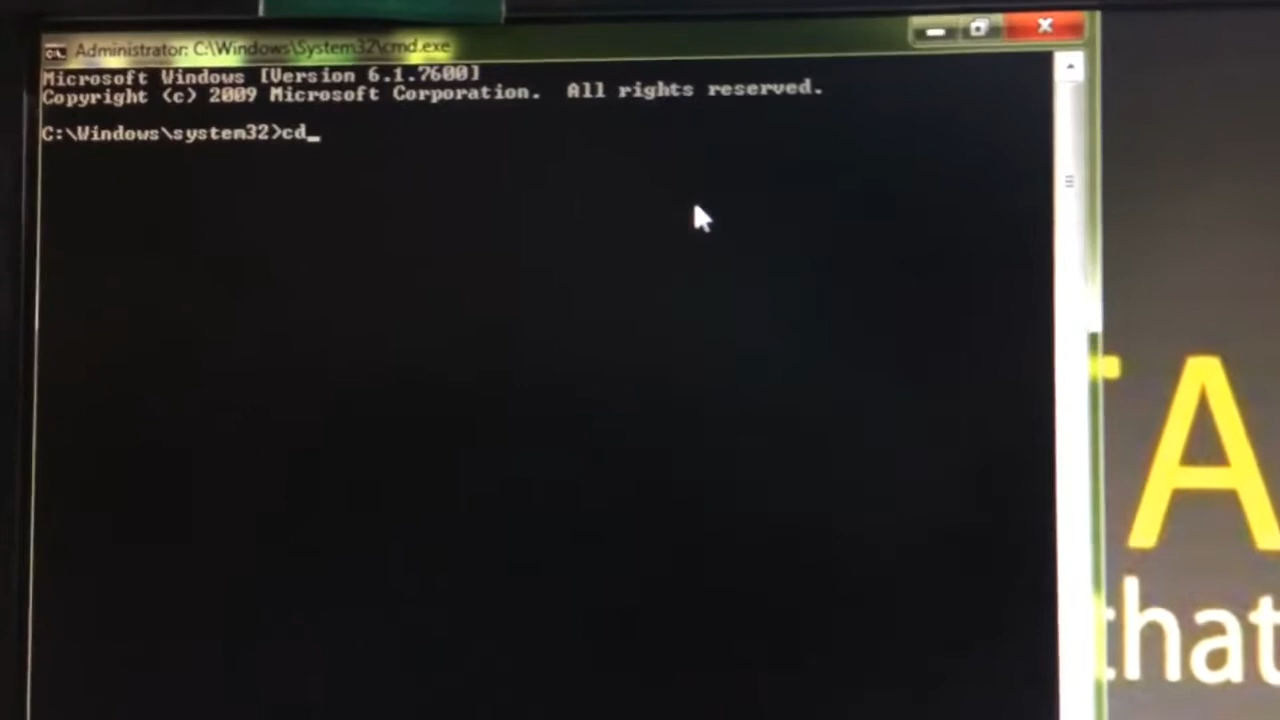 Administrator: C:\Windows\System32\cmd.exe
Microsoft Windows [Version 6.1.7600]
Copyright (c) 2009 Microsoft Corporation.  All rights reserved.
C:\Windows\system32>cd_
A
that